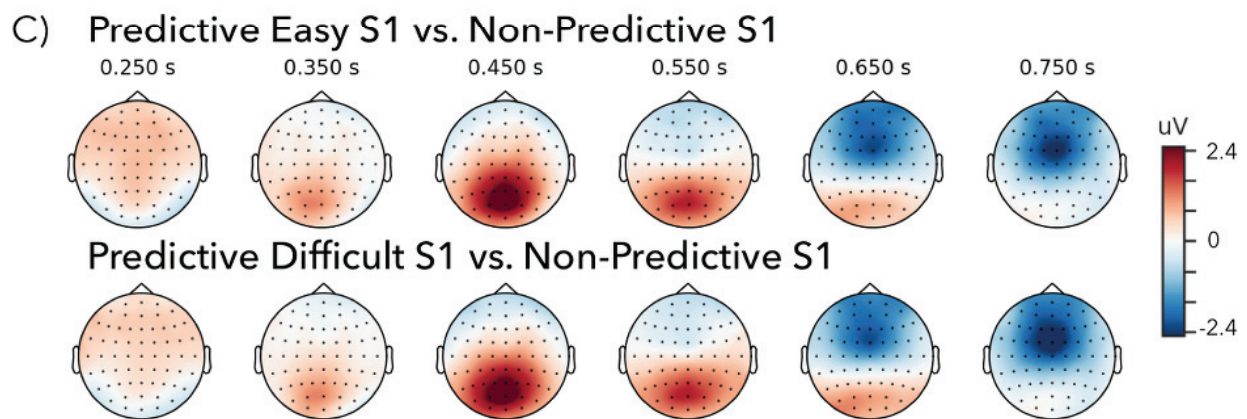 C) Predictive Easy S1 vs. Non-Predictive S1
0.250 s 0.350 s 0.450 s 0.550 s 0.650 s 0.750 s
uV
2.4
0
-2.4
Predictive Difficult S1 vs. Non-Predictive S1